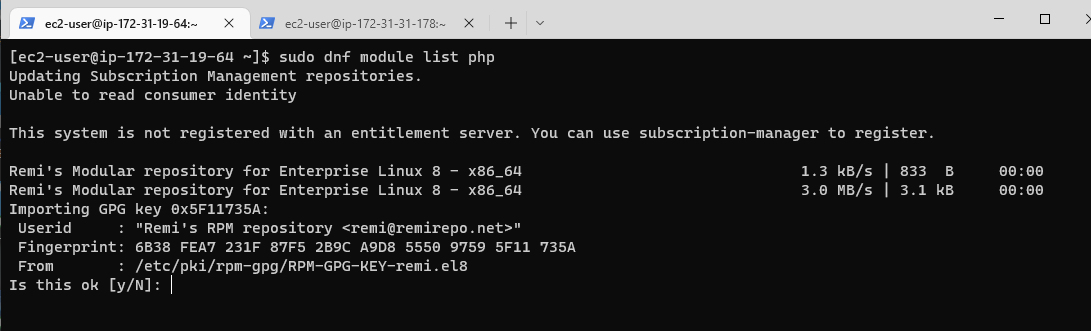 ec2-user@ip-172-31-19-64:~ ec2-user@ip-172-31-31-178:~
[ec2-user@ip-172-31-19-64 ~]$ sudo dnf module list php
Updating Subscription Management repositories.
Unable to read consumer identity
This system is not registered with an entitlement server. You can use subscription-manager to register.
Remi's Modular repository for Enterprise Linux 8 - x86_64 1.3 kB/s | 833 B 00:00
Remi's Modular repository for Enterprise Linux 8 - x86_64 3.0 MB/s | 3.1 kB 00:00
Importing GPG key 0x5F11735A:
Userid : "Remi's RPM repository <remi@remirepo.net>"
Fingerprint: 6B38 FEA7 231F 87F5 2B9C A9D8 5550 9759 5F11 735A
From : /etc/pki/rpm-gpg/RPM-GPG-KEY-remi.el8
Is this ok [y/N]: